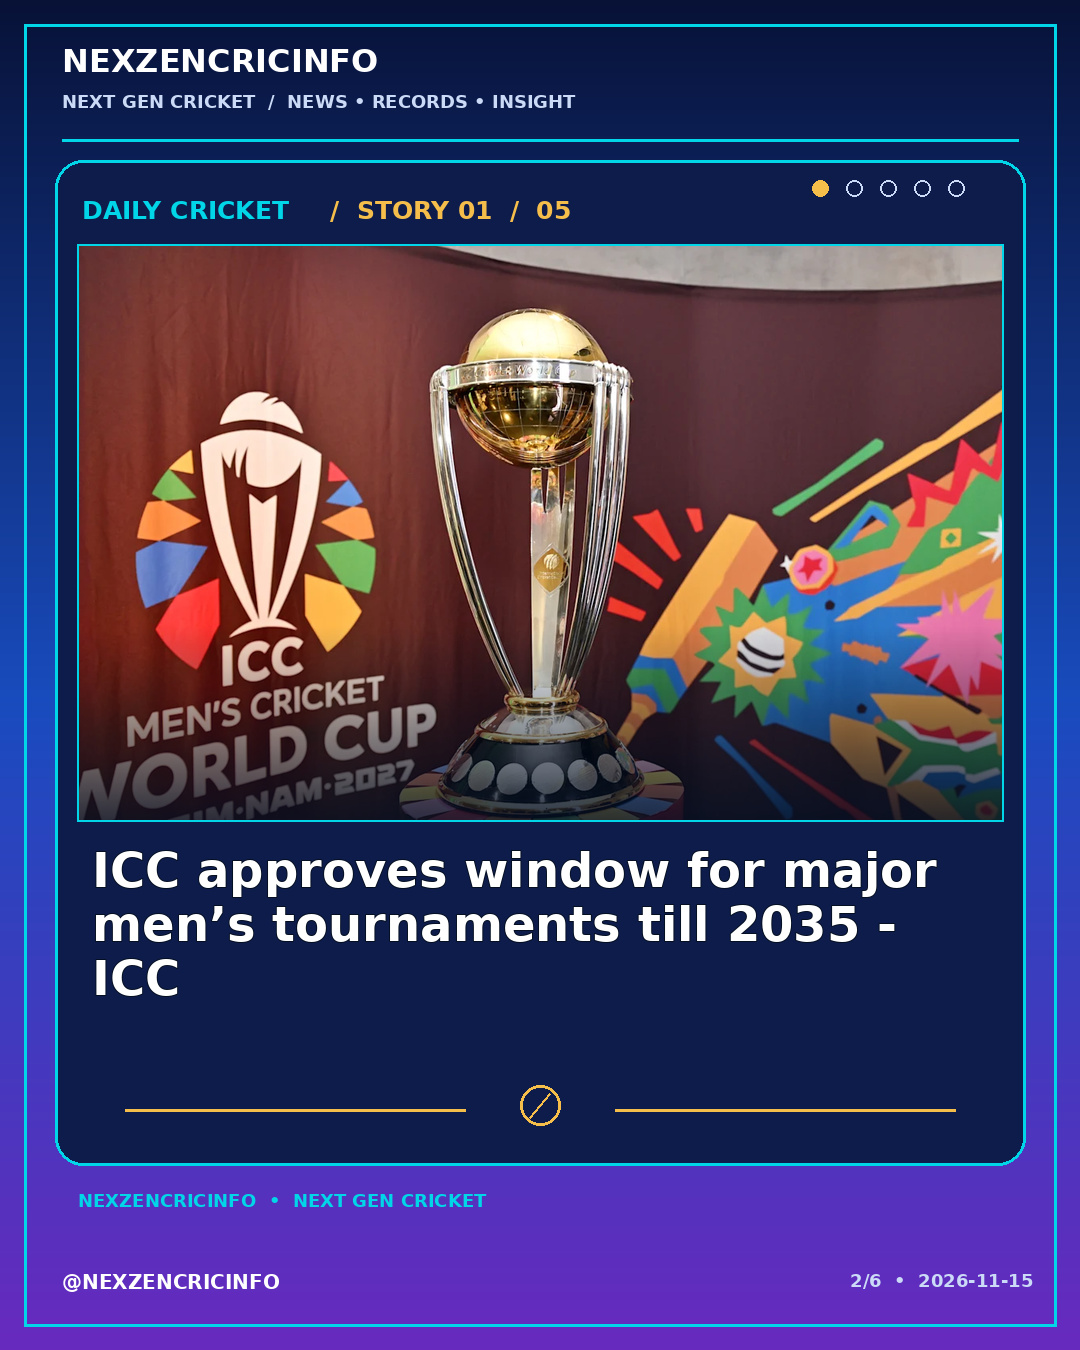 NEXZENCRICINFO
NEXT GEN CRICKET / NEWS • RECORDS • INSIGHT
DAILY CRICKET / STORY 01 / 05
ICC
MEN'S CRICKET
WORLD CUP
NAM·2027
ICC approves window for major
men’s tournaments till 2035 -
ICC
NEXZENCRICINFO • NEXT GEN CRICKET
@NEXZENCRICINFO
2/6 • 2026-11-15